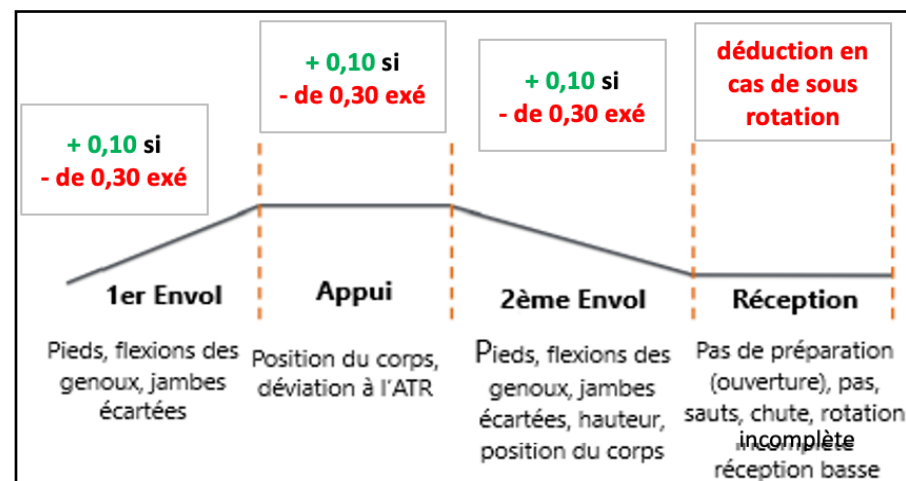 + 0,10 si
- de 0,30 exé
+ 0,10 si
- de 0,30 exé
+ 0,10 si
- de 0,30 exé
déduction en
cas de sous
rotation
1er Envol
Pieds, flexions des
genoux, jambes
écartées
Appui
Position du corps,
déviation à l'ATR
2ème Envol
Pieds, flexions des
genoux, jambes
écartées, hauteur,
position du corps
Réception
Pas de préparation
(ouverture), pas,
sauts, chute, rotation
incomplète
réception basse